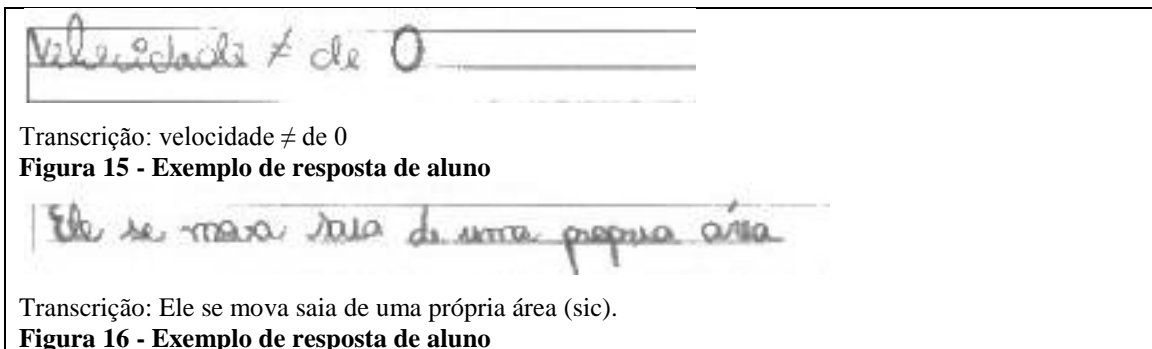 Velocidade ≠ de 0
Transcrição: velocidade ≠ de 0
Figura 15 - Exemplo de resposta de aluno
Ele se mova saia de uma propria área
Transcrição: Ele se mova saia de uma própria área (sic).
Figura 16 - Exemplo de resposta de aluno